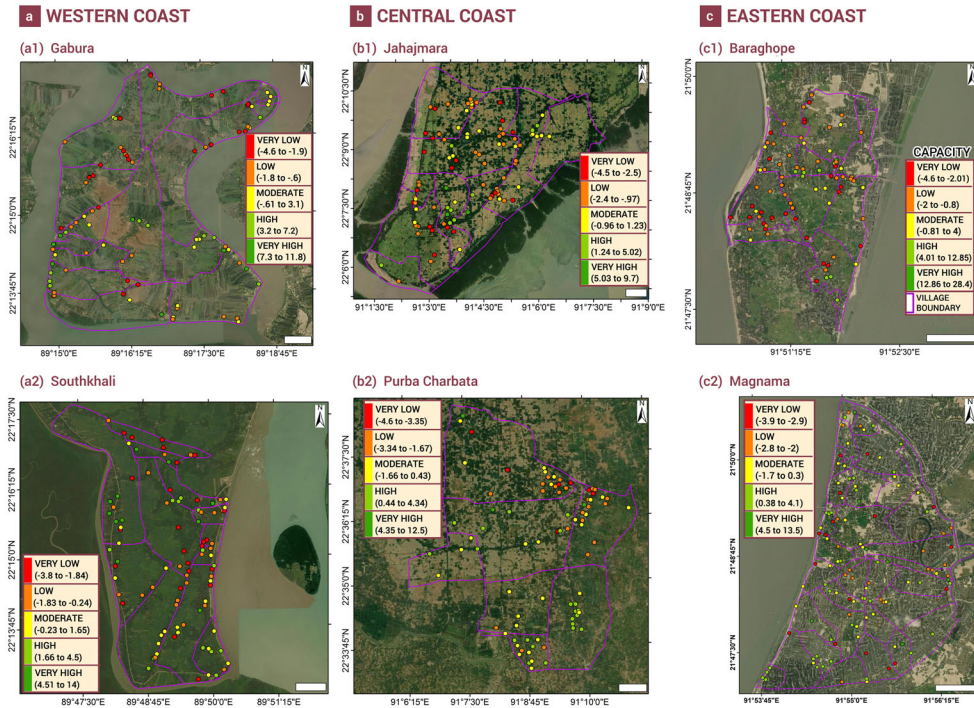 a WESTERN COAST
b CENTRAL COAST
c EASTERN COAST
(a1) Gabura
N
22°16'15"N
22°15'0"N
22°13'45"N
89°15'0"E 89°16'15"E 89°17'30"E 89°18'45"E
VERY LOW
(-4.6 to -1.9)
LOW
(-1.8 to -.6)
MODERATE
(-.61 to 3.1)
HIGH
(3.2 to 7.2)
VERY HIGH
(7.3 to 11.8)
(b1) Jahajmara
N
22°10'30"N
22°9'0"N
22°7'30"N
22°6'0"N
91°1'30"E 91°3'0"E 91°4'30"E 91°6'0"E 91°7'30"E 91°9'0"E
VERY LOW
(-4.5 to -2.5)
LOW
(-2.4 to -.97)
MODERATE
(-0.96 to 1.23)
HIGH
(1.24 to 5.02)
VERY HIGH
(5.03 to 9.7)
(c1) Baraghope
N
21°50'0"N
21°48'45"N
21°47'30"N
91°51'15"E 91°52'30"E
CAPACITY
VERY LOW
(-4.6 to -2.01)
LOW
(-2 to -0.8)
MODERATE
(-0.81 to 4)
HIGH
(4.01 to 12.85)
VERY HIGH
(12.86 to 28.4)
VILLAGE
BOUNDARY
(a2) Southkhali
N
22°17'30"N
22°16'15"N
22°15'0"N
22°13'45"N
89°47'30"E 89°48'45"E 89°50'0"E 89°51'15"E
VERY LOW
(-3.8 to -1.84)
LOW
(-1.83 to -0.24)
MODERATE
(-0.23 to 1.65)
HIGH
(1.66 to 4.5)
VERY HIGH
(4.51 to 14)
(b2) Purba Charbata
N
22°37'30"N
22°36'15"N
22°35'0"N
22°33'45"N
91°6'15"E 91°7'30"E 91°8'45"E 91°10'0"E
VERY LOW
(-4.6 to -3.35)
LOW
(-3.34 to -1.67)
MODERATE
(-1.66 to 0.43)
HIGH
(0.44 to 4.34)
VERY HIGH
(4.35 to 12.5)
(c2) Magnama
N
21°50'0"N
21°48'45"N
21°47'30"N
91°53'45"E 91°55'0"E 91°56'15"E
VERY LOW
(-3.9 to -2.9)
LOW
(-2.8 to -2)
MODERATE
(-1.7 to 0.3)
HIGH
(0.38 to 4.1)
VERY HIGH
(4.5 to 13.5)